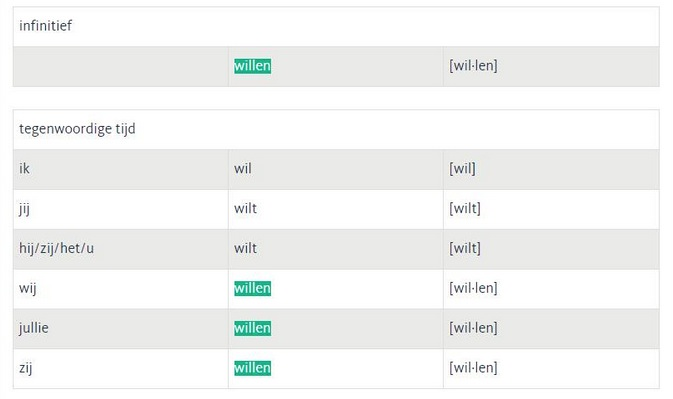 infinitief
willen [wil·len]
tegenwoordige tijd
ik wil [wil]
jij wilt [wilt]
hij/zij/het/u wilt [wilt]
wij willen [wil·len]
jullie willen [wil·len]
zij willen [wil·len]